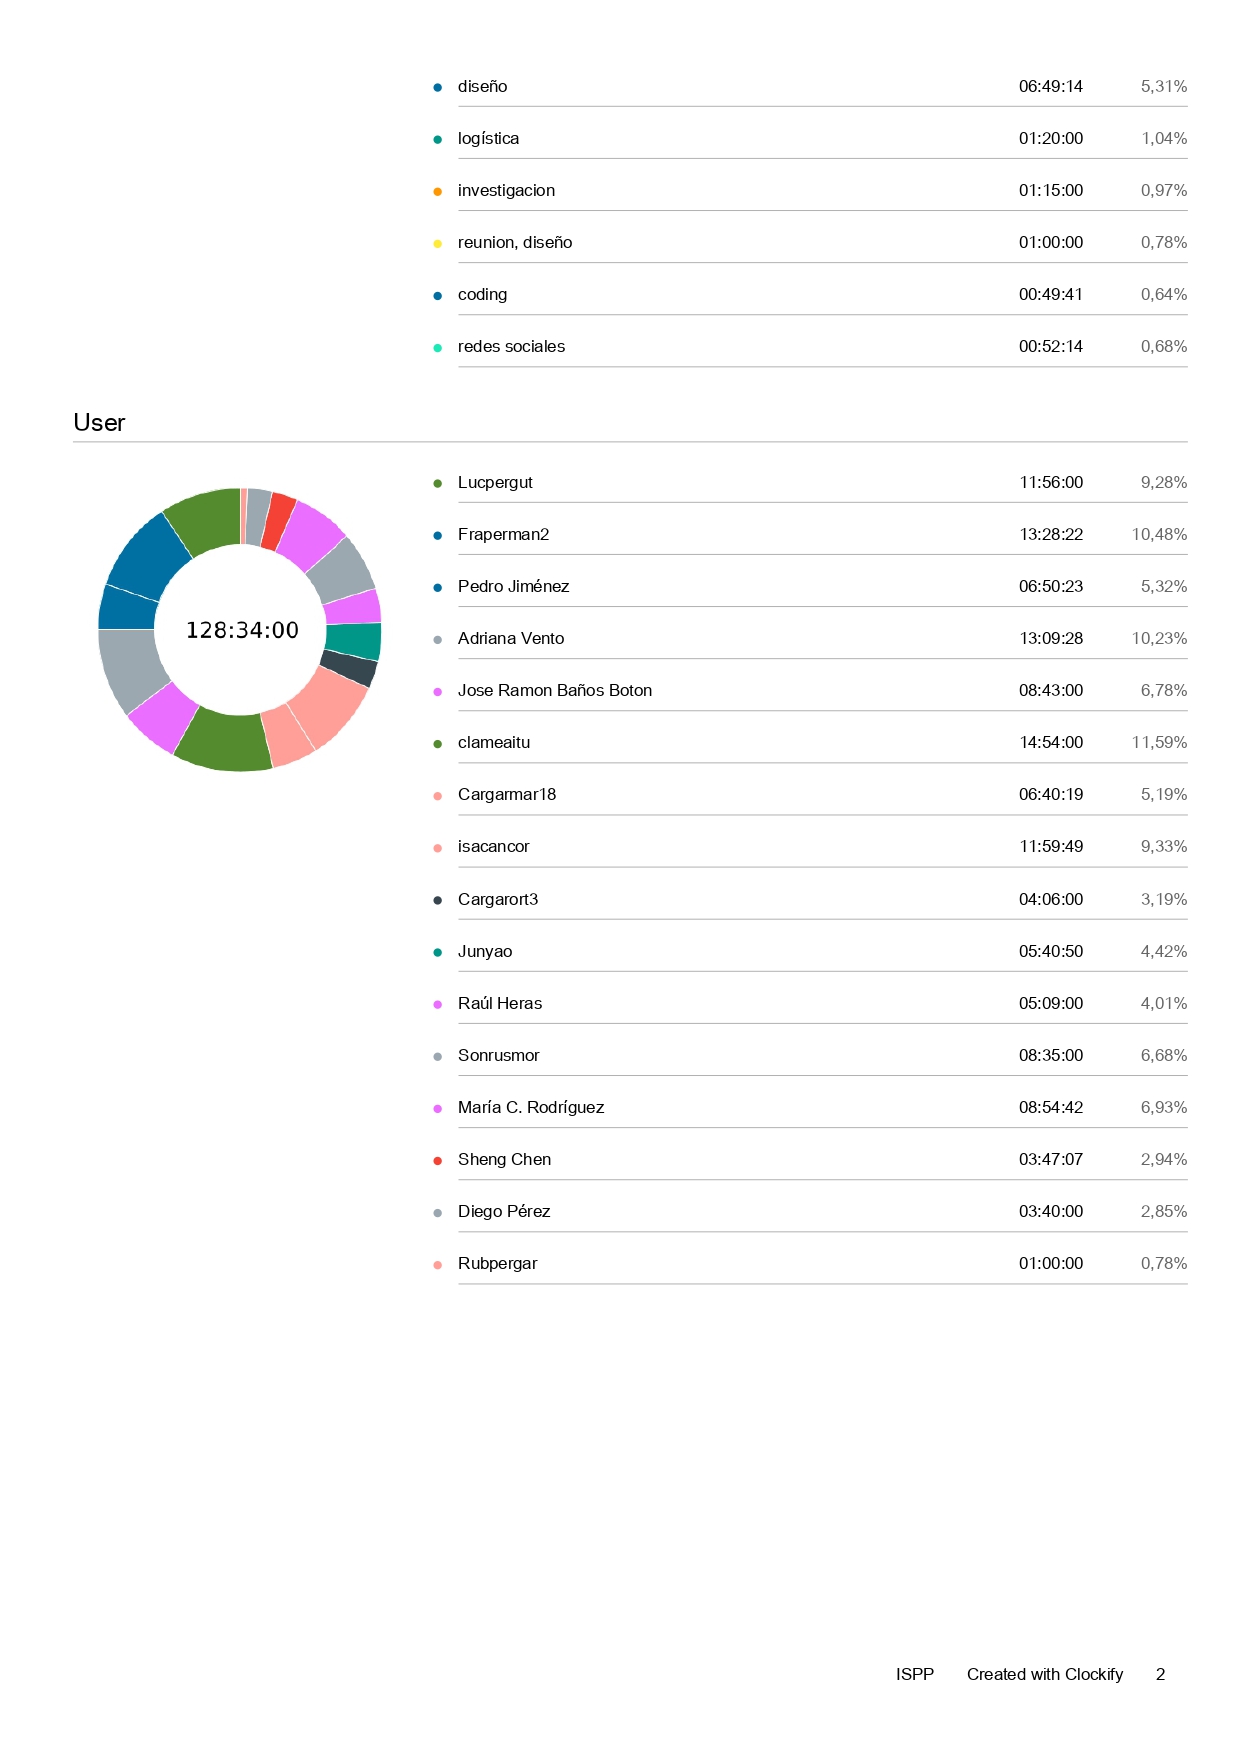 diseño 06:49:14 5,31%
logística 01:20:00 1,04%
investigacion 01:15:00 0,97%
reunion, diseño 01:00:00 0,78%
coding 00:49:41 0,64%
redes sociales 00:52:14 0,68%
User
128:34:00
Lucpergut 11:56:00 9,28%
Fraperman2 13:28:22 10,48%
Pedro Jiménez 06:50:23 5,32%
Adriana Vento 13:09:28 10,23%
Jose Ramon Baños Boton 08:43:00 6,78%
clameaitu 14:54:00 11,59%
Cargarmar18 06:40:19 5,19%
isacancor 11:59:49 9,33%
Cargarort3 04:06:00 3,19%
Junyao 05:40:50 4,42%
Raúl Heras 05:09:00 4,01%
Sonrusmor 08:35:00 6,68%
María C. Rodríguez 08:54:42 6,93%
Sheng Chen 03:47:07 2,94%
Diego Pérez 03:40:00 2,85%
Rubpergar 01:00:00 0,78%
ISPP Created with Clockify 2